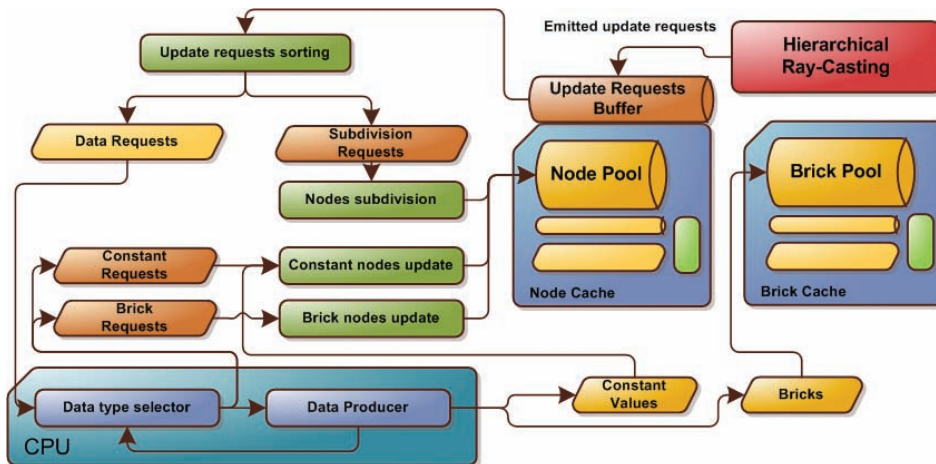 Emitted update requests
Hierarchical
Ray-Casting
Update requests sorting
Update Requests
Buffer
Data Requests
Subdivision
Requests
Node Pool
Brick Pool
Nodes subdivision
Constant
Requests
Constant nodes update
Node Cache
Brick Cache
Brick
Requests
Brick nodes update
Data type selector
Data Producer
Constant
Values
Bricks
CPU